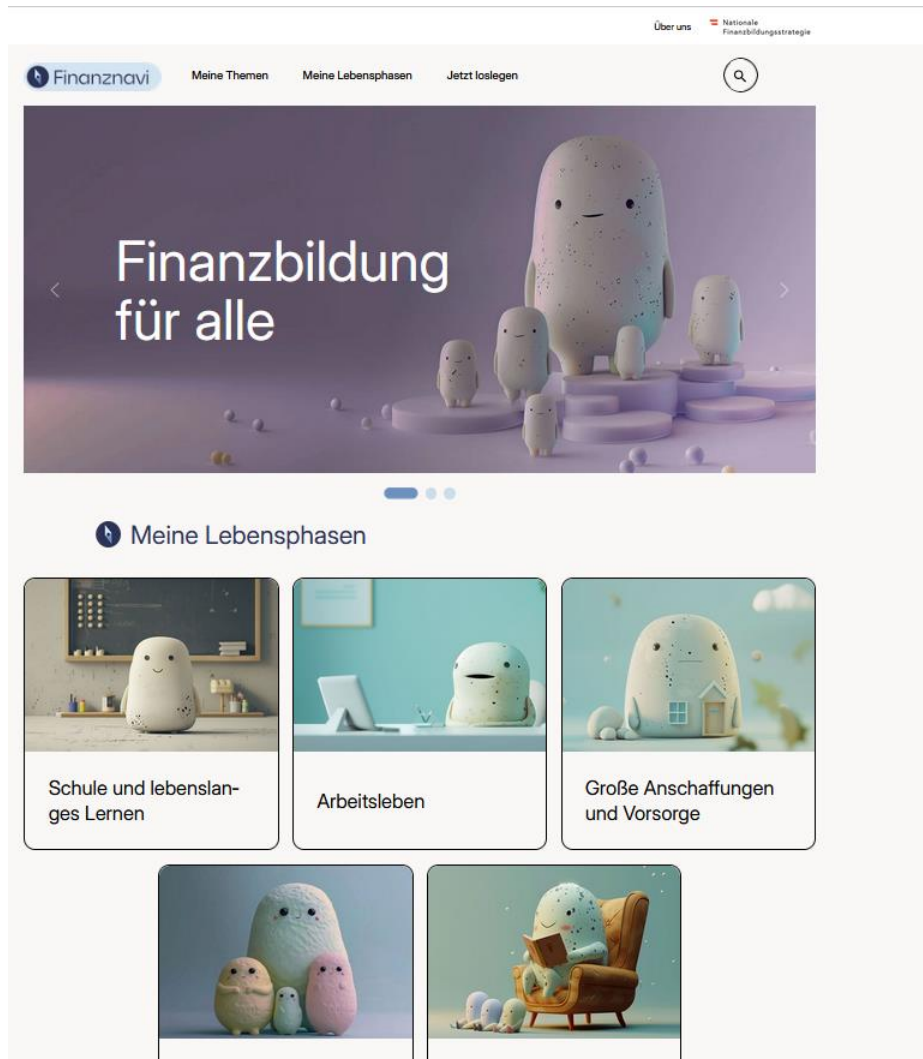 Über uns
Nationale
Finanzbildungsstrategie
Finanznavi
Meine Themen
Meine Lebensphasen
Jetzt loslegen
Finanzbildung
für alle
Meine Lebensphasen
Schule und lebenslan-
ges Lernen
Arbeitsleben
Große Anschaffungen
und Vorsorge